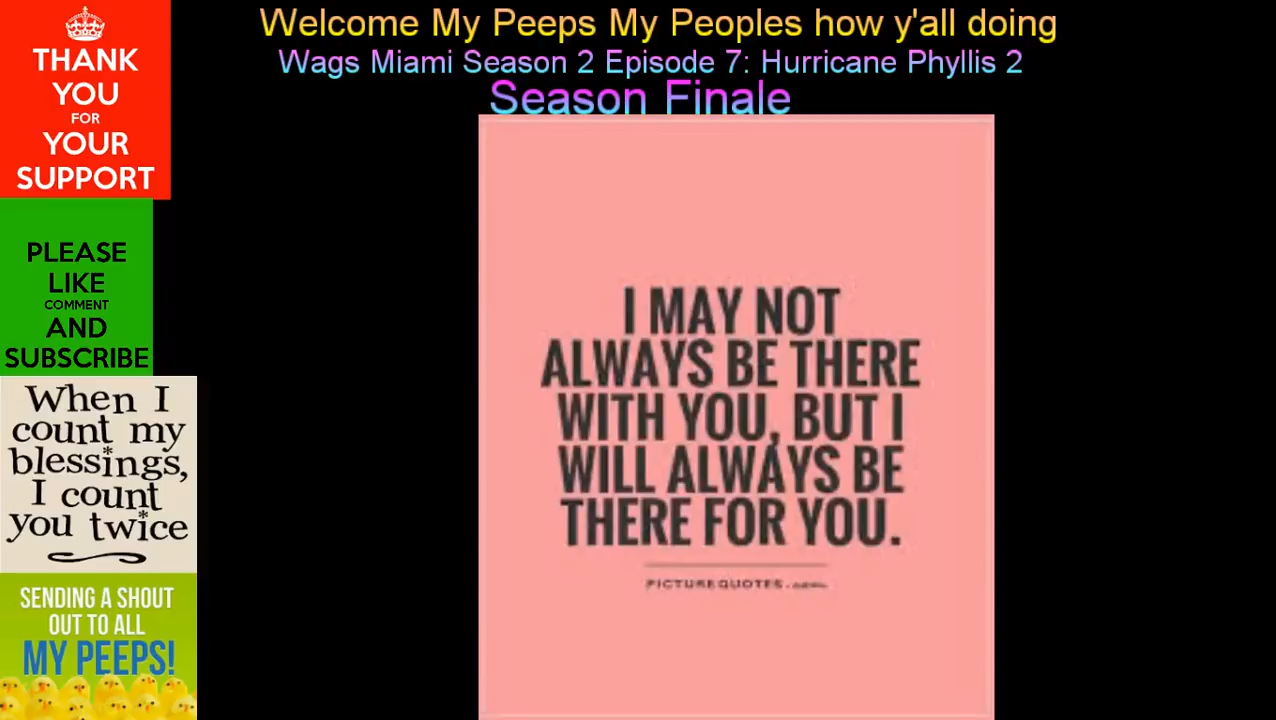 Welcome My Peeps My Peoples how y'all doing
Wags Miami Season 2 Episode 7: Hurricane Phyllis 2
Season Finale
THANK
YOU
FOR
YOUR
SUPPORT
PLEASE
LIKE
COMMENT
AND
SUBSCRIBE
When I
count my
blessings,
I count
you twice
SENDING A SHOUT
OUT TO ALL
MY PEEPS!
I MAY NOT
ALWAYS BE THERE
WITH YOU, BUT I
WILL ALWAYS BE
THERE FOR YOU.
PICTUREQUOTES